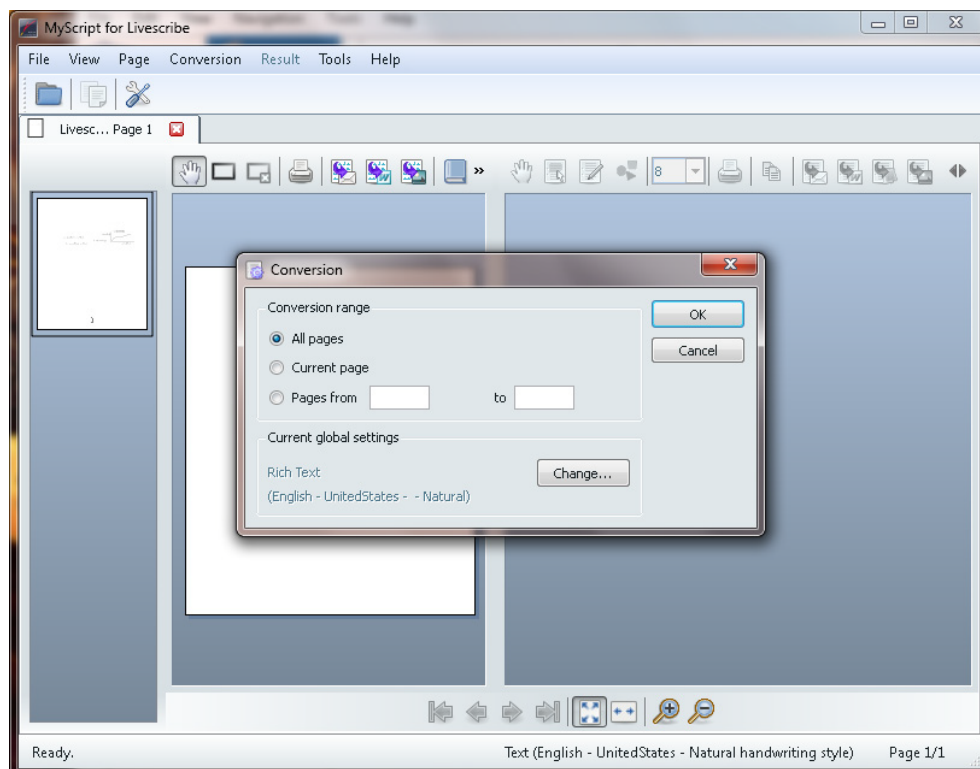 MyScript for Livescribe
File View Page Conversion Result Tools Help
Livesc... Page 1
8
Conversion
Conversion range
OK
All pages
Cancel
Current page
Pages from to
Current global settings
Rich Text
Change...
(English - UnitedStates - - Natural)
Ready. Text (English - UnitedStates - Natural handwriting style) Page 1/1